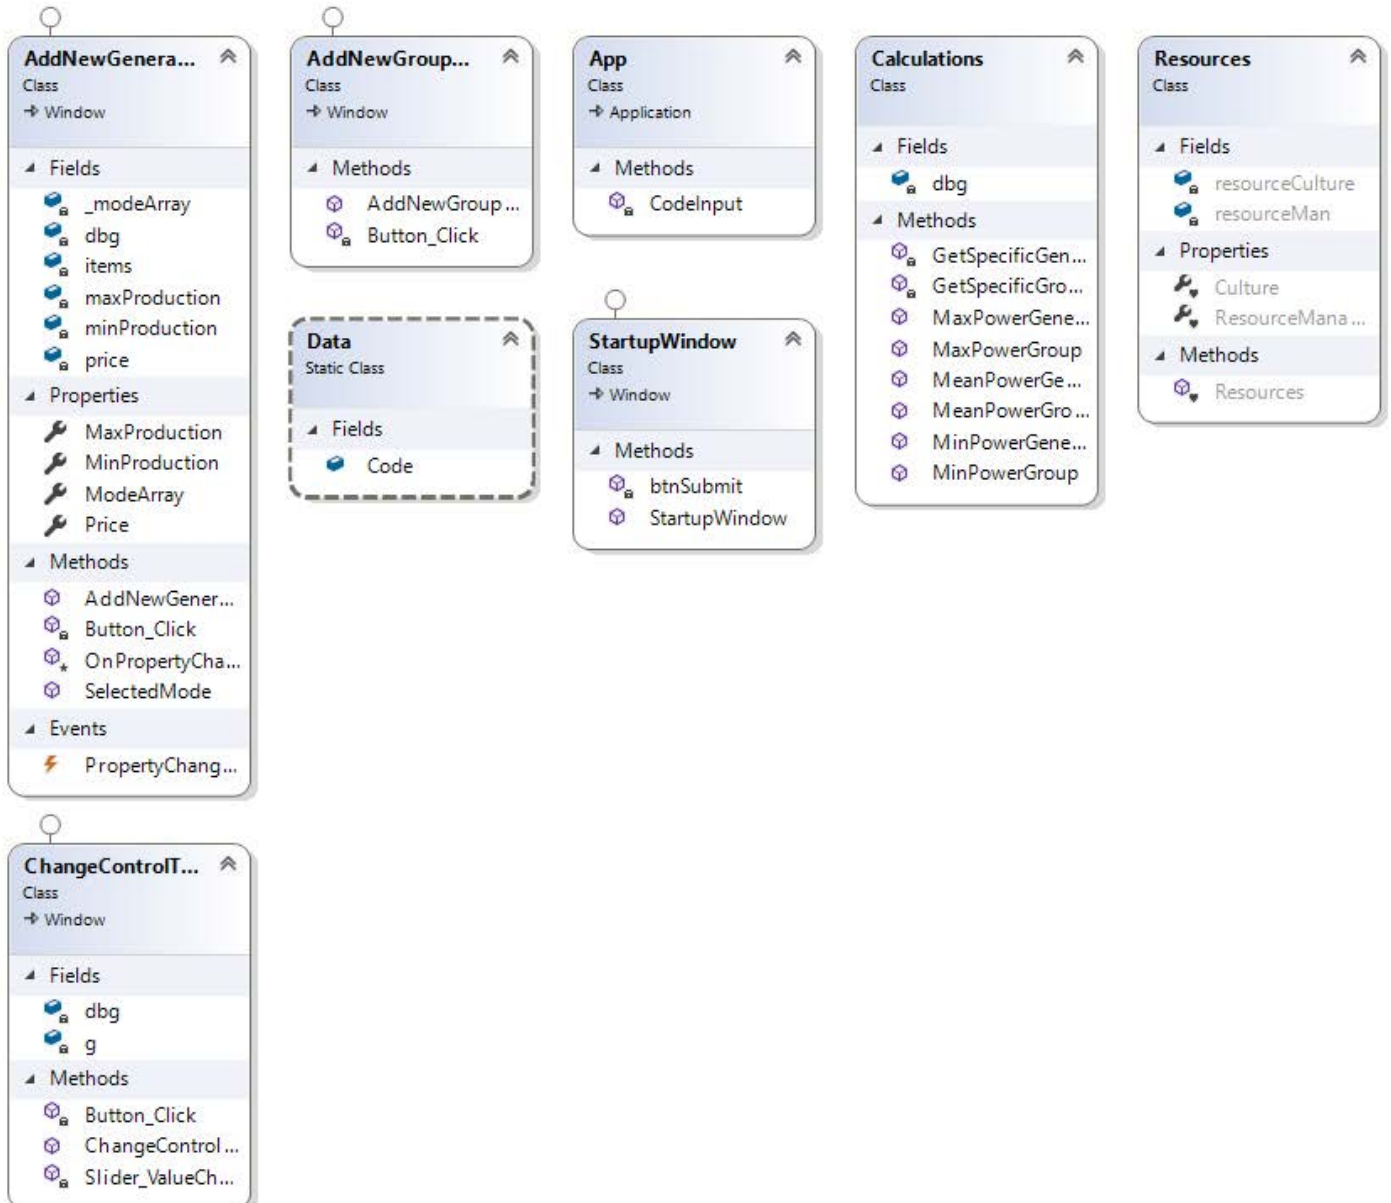 AddNewGenera...
Class
Window
Fields
_modeArray
dbg
items
maxProduction
minProduction
price
Properties
MaxProduction
MinProduction
ModeArray
Price
Methods
AddNewGener...
Button_Click
OnPropertyCha...
SelectedMode
Events
PropertyChang...
AddNewGroup...
Class
Window
Methods
AddNewGroup...
Button_Click
App
Class
Application
Methods
CodeInput
Calculations
Class
Fields
dbg
Methods
GetSpecificGen...
GetSpecificGro...
MaxPowerGene...
MaxPowerGroup
MeanPowerGe...
MeanPowerGro...
MinPowerGene...
MinPowerGroup
Resources
Class
Fields
resourceCulture
resourceMan
Properties
Culture
ResourceMana...
Methods
Resources
Data
Static Class
Fields
Code
StartupWindow
Class
Window
Methods
btnSubmit
StartupWindow
ChangeControlT...
Class
Window
Fields
dbg
g
Methods
Button_Click
ChangeControl...
Slider_ValueCh...